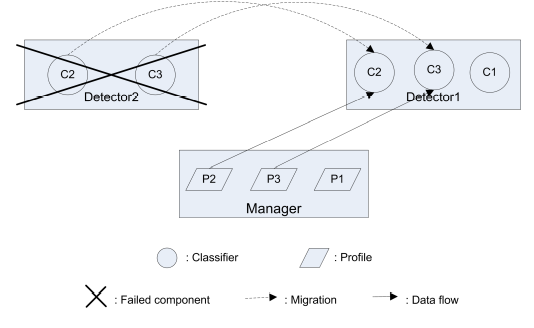 C2 C3
Detector2
C2 C3 C1
Detector1
P2 P3 P1
Manager
: Classifier
: Profile
: Failed component
: Migration
: Data flow